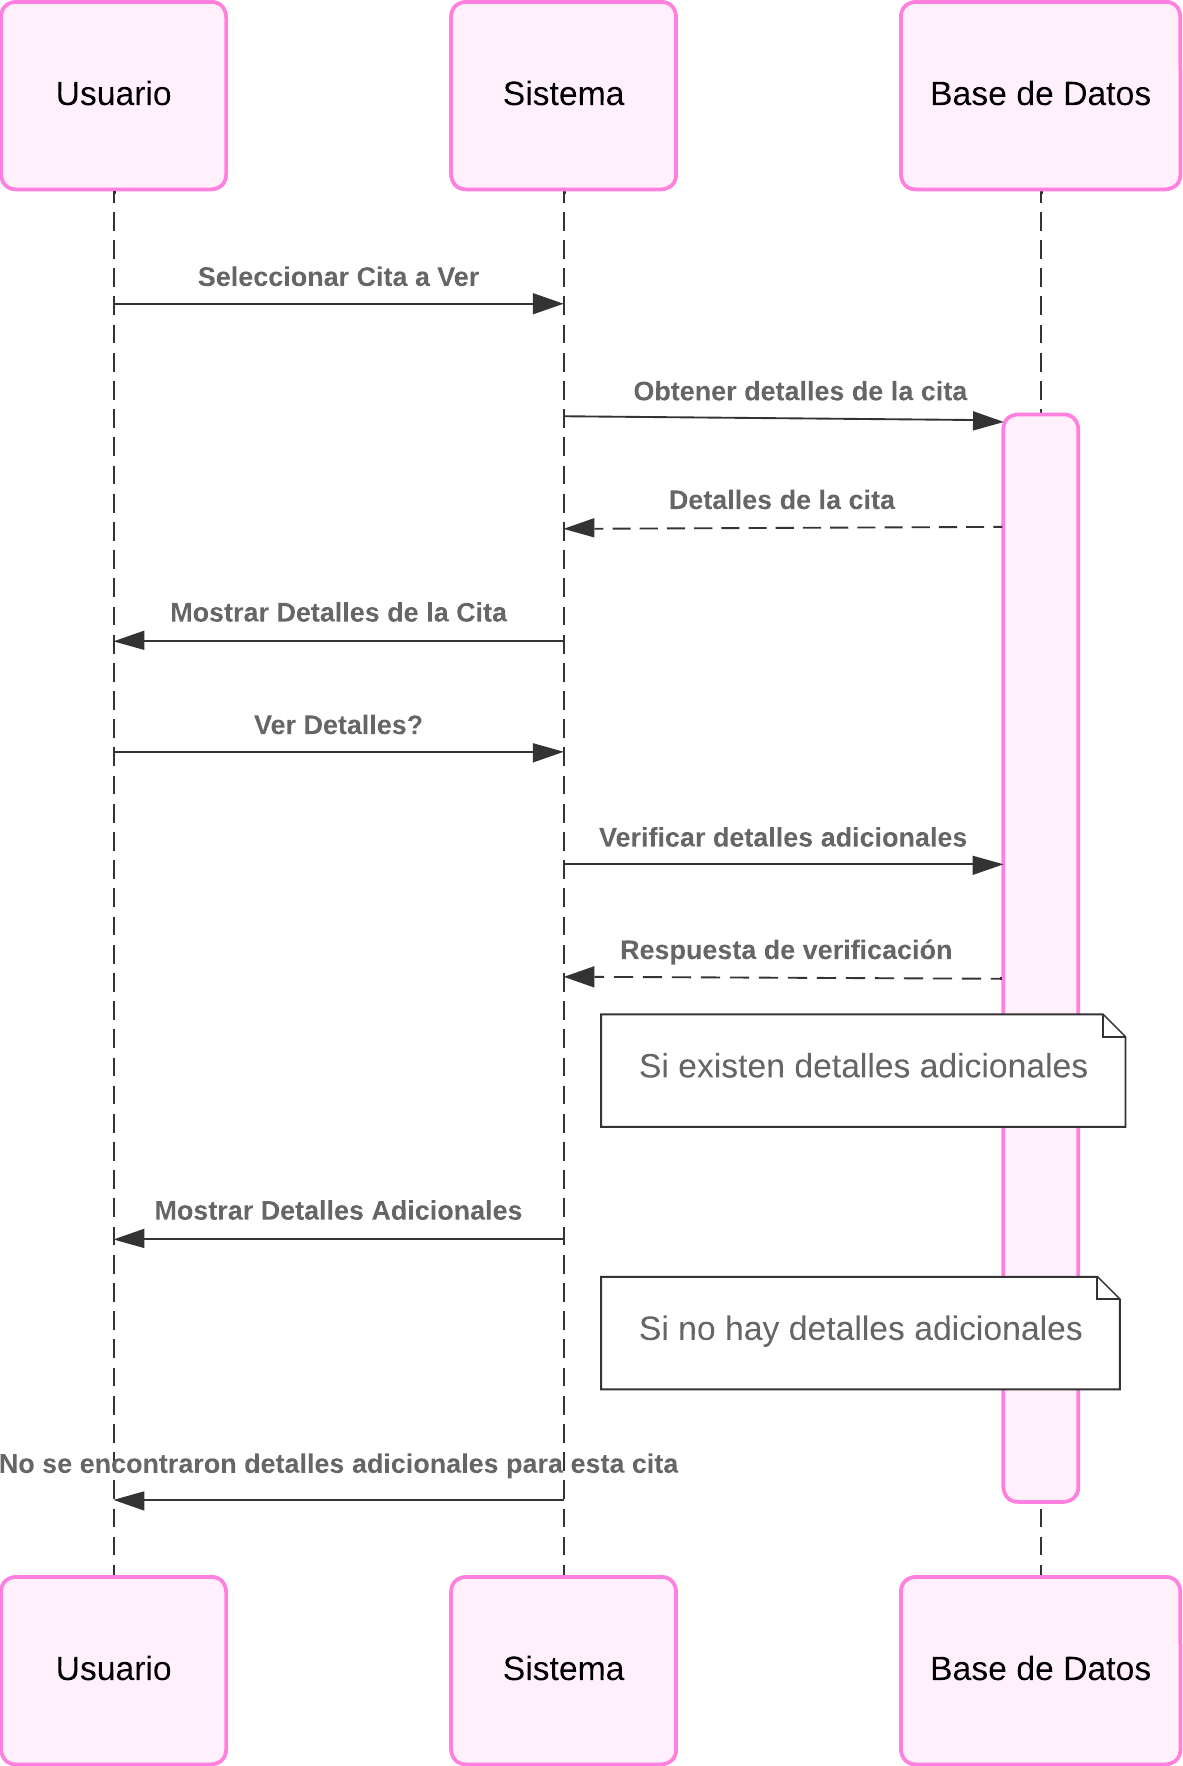 Usuario
Sistema
Base de Datos
Seleccionar Cita a Ver
Obtener detalles de la cita
Detalles de la cita
Mostrar Detalles de la Cita
Ver Detalles?
Verificar detalles adicionales
Respuesta de verificación
Si existen detalles adicionales
Mostrar Detalles Adicionales
Si no hay detalles adicionales
No se encontraron detalles adicionales para esta cita
Usuario
Sistema
Base de Datos